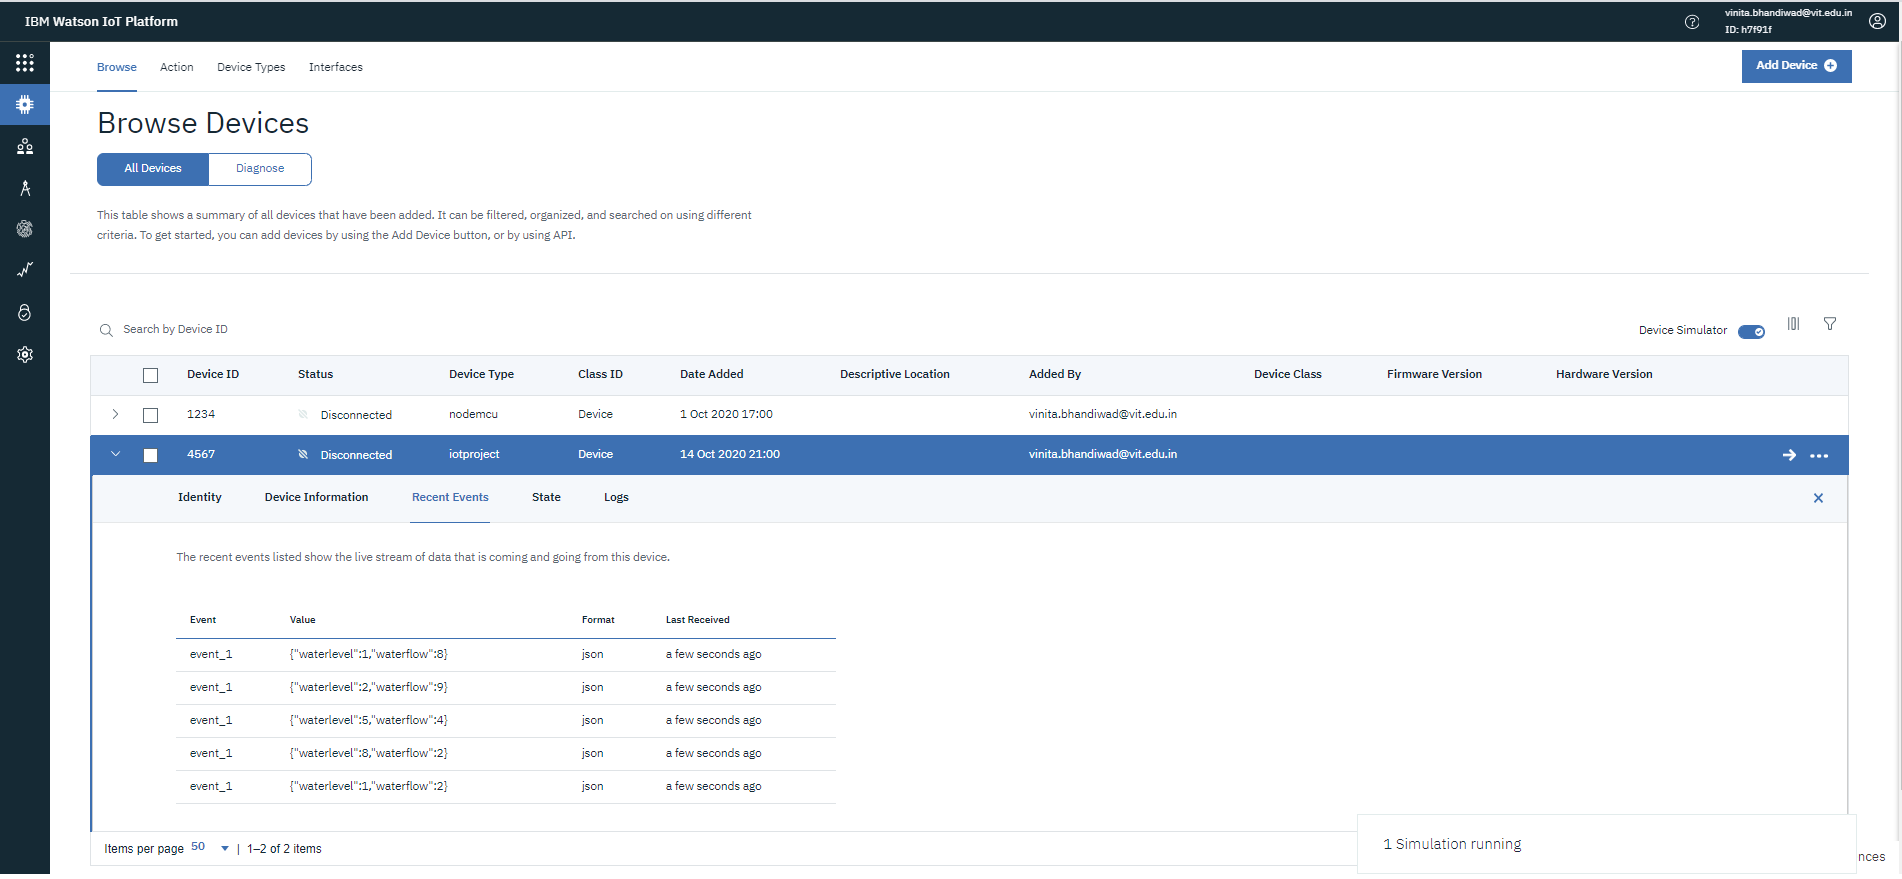 IBM Watson IoT Platform
vinita.bhandiwad@vit.edu.in
ID: h7f91f
Browse Action Device Types Interfaces
Add Device
Browse Devices
All Devices Diagnose
This table shows a summary of all devices that have been added. It can be filtered, organized, and searched on using different
criteria. To get started, you can add devices by using the Add Device button, or by using API.
Search by Device ID
Device Simulator
Device ID Status Device Type Class ID Date Added Descriptive Location Added By Device Class Firmware Version Hardware Version
1234 Disconnected nodemcu Device 1 Oct 2020 17:00 vinita.bhandiwad@vit.edu.in
4567 Disconnected iotproject Device 14 Oct 2020 21:00 vinita.bhandiwad@vit.edu.in
Identity Device Information Recent Events State Logs
The recent events listed show the live stream of data that is coming and going from this device.
Event Value Format Last Received
event_1 {"waterlevel":1,"waterflow":8} json a few seconds ago
event_1 {"waterlevel":2,"waterflow":9} json a few seconds ago
event_1 {"waterlevel":5,"waterflow":4} json a few seconds ago
event_1 {"waterlevel":8,"waterflow":2} json a few seconds ago
event_1 {"waterlevel":1,"waterflow":2} json a few seconds ago
Items per page 50 | 1–2 of 2 items
1 Simulation running
nces